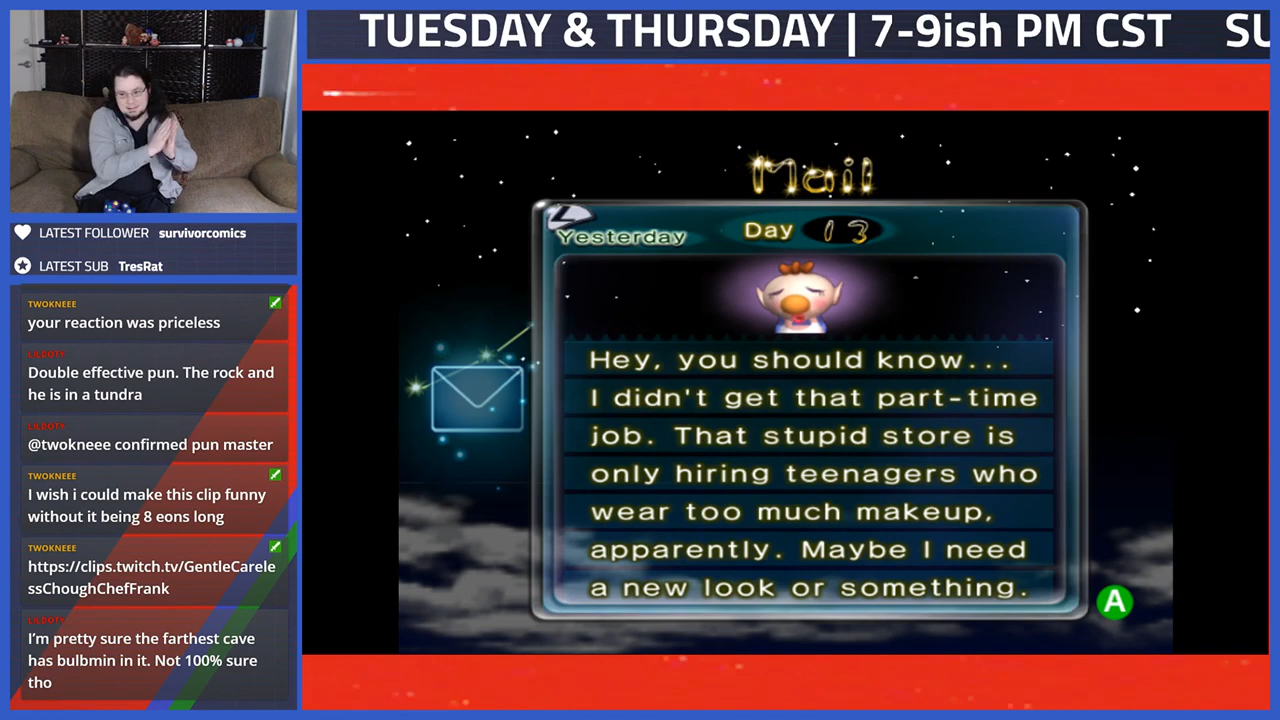 TUESDAY & THURSDAY | 7-9ish PM CST SU
LATEST FOLLOWER survivorcomics
LATEST SUB TresRat
TWOKNEEE
your reaction was priceless
LILDOTY
Double effective pun. The rock and
he is in a tundra
LILDOTY
@twokneee confirmed pun master
TWOKNEEE
I wish i could make this clip funny
without it being 8 eons long
TWOKNEEE
https://clips.twitch.tv/GentleCarele
ssChoughChefFrank
LILDOTY
I'm pretty sure the farthest cave
has bulbmin in it. Not 100% sure
tho
Mail
Yesterday Day 13
Hey, you should know...
I didn't get that part-time
job. That stupid store is
only hiring teenagers who
wear too much makeup,
apparently. Maybe I need
a new look or something.
A